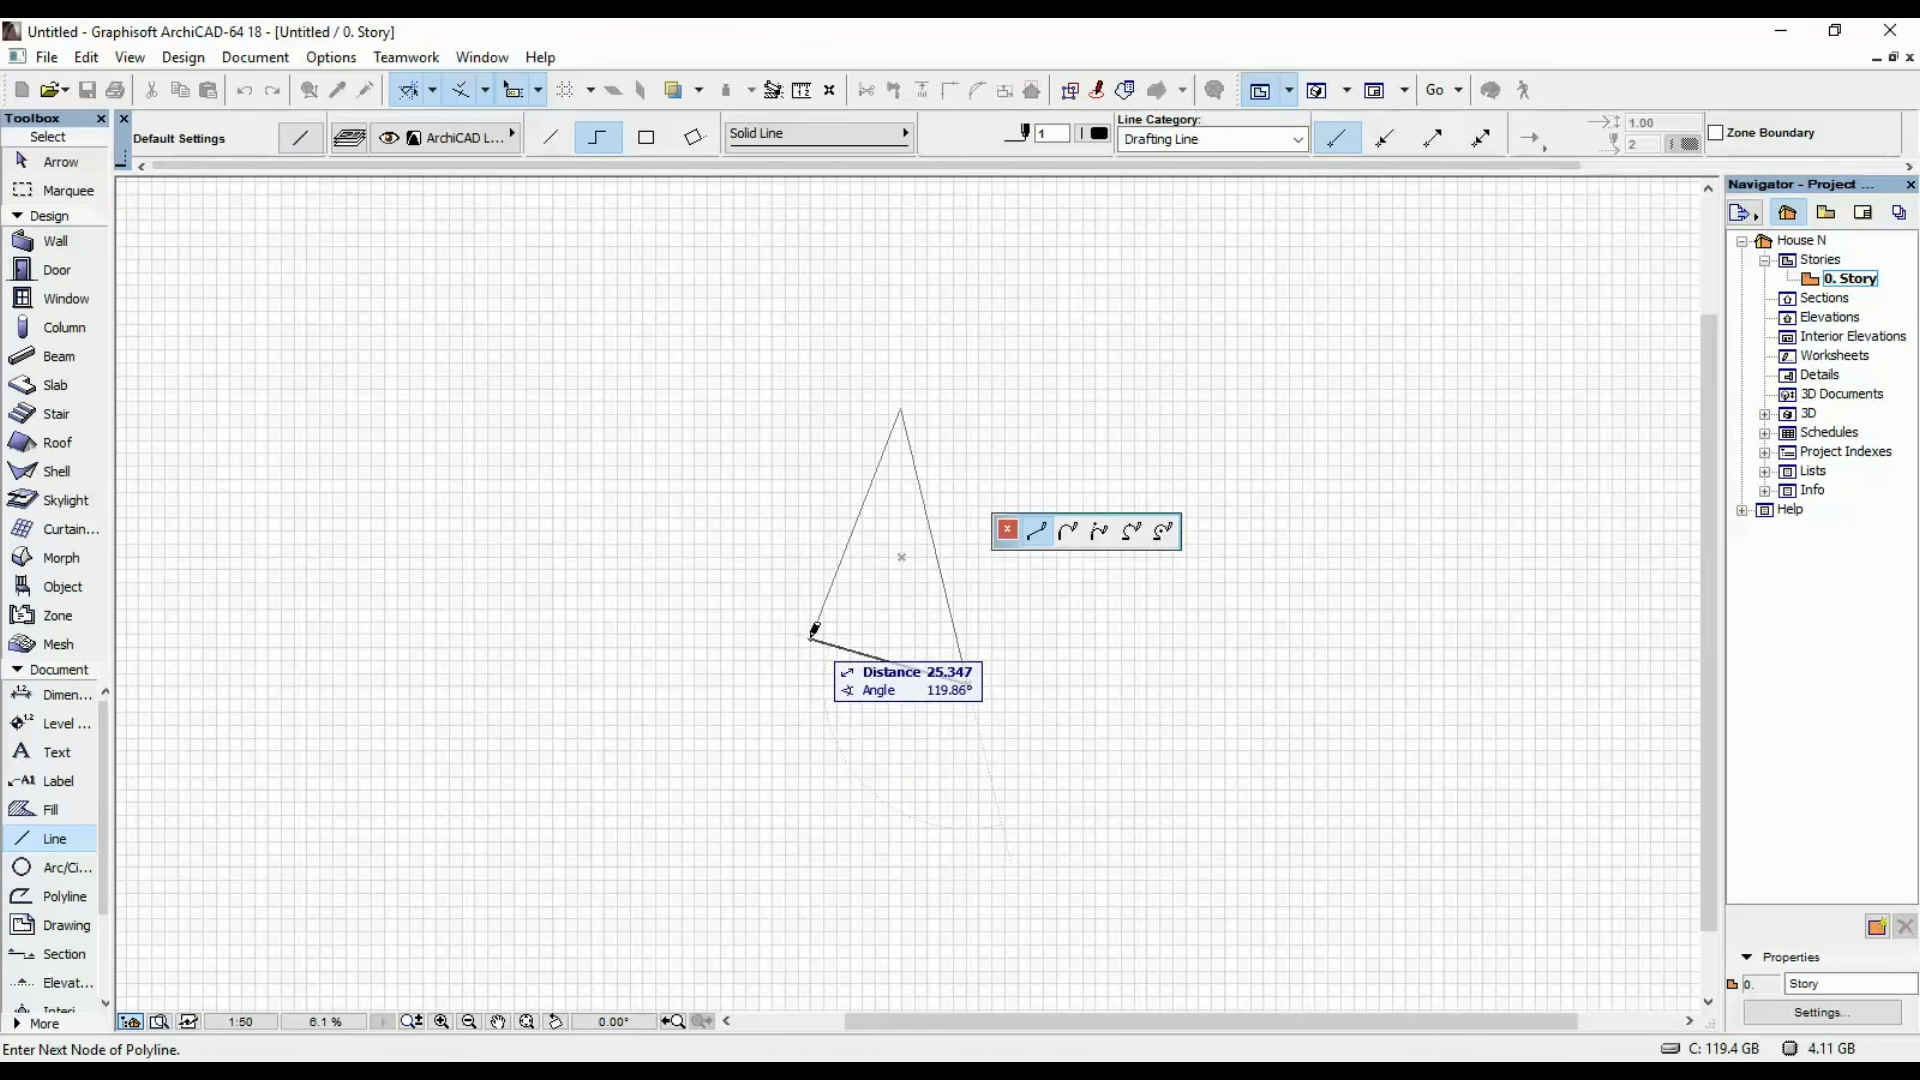 Untitled - Graphisoft ArchiCAD-64 18 - [Untitled / 0. Story]
File Edit View Design Document Options Teamwork Window Help
Go
Toolbox
Select
Arrow
Marquee
Design
Wall
Door
Window
Column
Beam
Slab
Stair
Roof
Shell
Skylight
Curtain...
Morph
Object
Zone
Mesh
Document
Dimen...
Level ...
Text
Label
Fill
Line
Arc/Ci...
Polyline
Drawing
Section
Elevat...
More
Default Settings
ArchiCAD L...
Solid Line
1
Line Category:
Drafting Line
1.00
2
Zone Boundary
Distance 25.347
Angle 119.86°
Navigator - Project ...
House N
Stories
0. Story
Sections
Elevations
Interior Elevations
Worksheets
Details
3D Documents
3D
Schedules
Project Indexes
Lists
Info
Help
Properties
0. Story
Settings...
1:50 6.1 % 0.00°
Enter Next Node of Polyline.
C: 119.4 GB 4.11 GB